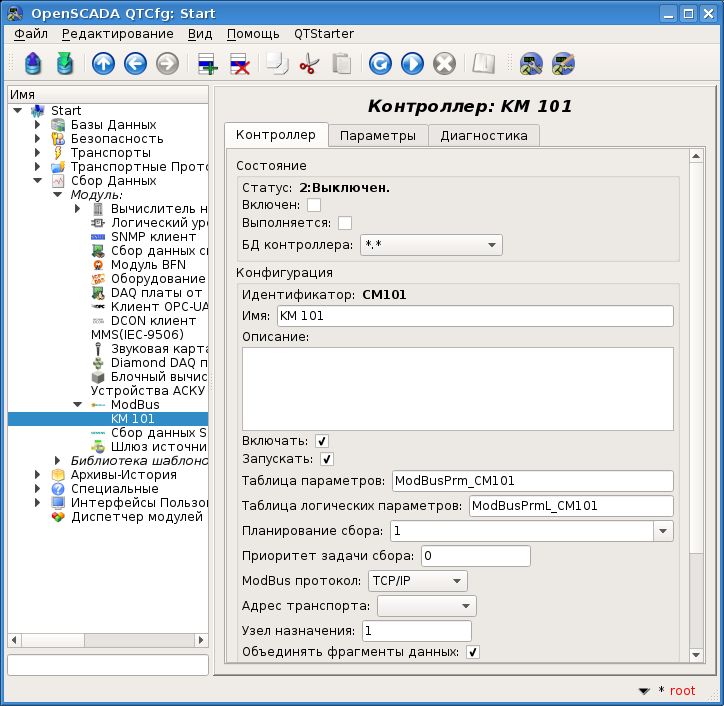 OpenSCADA QTCfg: Start
Файл Редактирование Вид Помощь QTStarter
Имя
Start
Базы Данных
Безопасность
Транспорты
Транспортные Прото
Сбор Данных
Модуль:
Вычислитель н
Логический уро
SNMP клиент
Сбор данных си
Модуль BFN
Оборудование
DAQ платы от
Клиент OPC-UA
DCON клиент
MMS(IEC-9506)
Звуковая карта
Diamond DAQ п
Блочный вычис
Устройства АСКУ
ModBus
КМ 101
Сбор данных S
Шлюз источни
Библиотека шаблоно
Архивы-История
Специальные
Интерфейсы Пользо
Диспетчер модулей
Контроллер: КМ 101
Контроллер Параметры Диагностика
Состояние
Статус: 2:Выключен.
Включен:
Выполняется:
БД контроллера: *.*
Конфигурация
Идентификатор: CM101
Имя: КМ 101
Описание:
Включать:
Запускать:
Таблица параметров: ModBusPrm_CM101
Таблица логических параметров: ModBusPrmL_CM101
Планирование сбора: 1
Приоритет задачи сбора: 0
ModBus протокол: TCP/IP
Адрес транспорта:
Узел назначения: 1
Объединять фрагменты данных:
* root